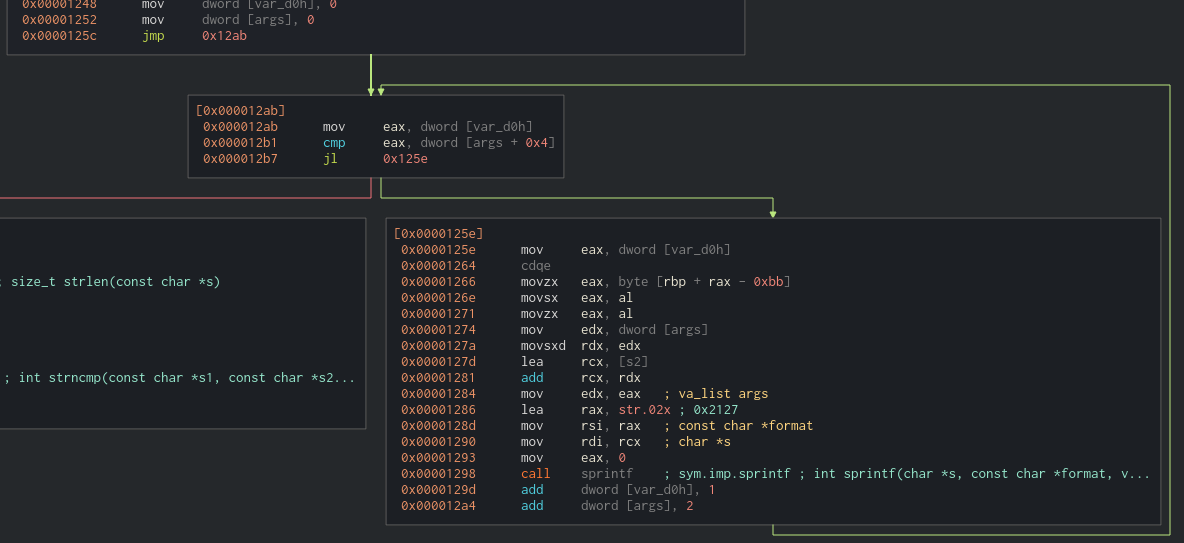 0x00001248 mov dword [var_d0h], 0
0x00001252 mov dword [args], 0
0x0000125c jmp 0x12ab
[0x000012ab]
0x000012ab mov eax, dword [var_d0h]
0x000012b1 cmp eax, dword [args + 0x4]
0x000012b7 jl 0x125e
; size_t strlen(const char *s)
; int strncmp(const char *s1, const char *s2...
[0x0000125e]
0x0000125e mov eax, dword [var_d0h]
0x00001264 cdqe
0x00001266 movzx eax, byte [rbp + rax - 0xbb]
0x0000126e movsx eax, al
0x00001271 movzx eax, al
0x00001274 mov edx, dword [args]
0x0000127a movsxd rdx, edx
0x0000127d lea rcx, [s2]
0x00001281 add rcx, rdx
0x00001284 mov edx, eax ; va_list args
0x00001286 lea rax, str.02x ; 0x2127
0x0000128d mov rsi, rax ; const char *format
0x00001290 mov rdi, rcx ; char *s
0x00001293 mov eax, 0
0x00001298 call sprintf ; sym.imp.sprintf ; int sprintf(char *s, const char *format, v...
0x0000129d add dword [var_d0h], 1
0x000012a4 add dword [args], 2